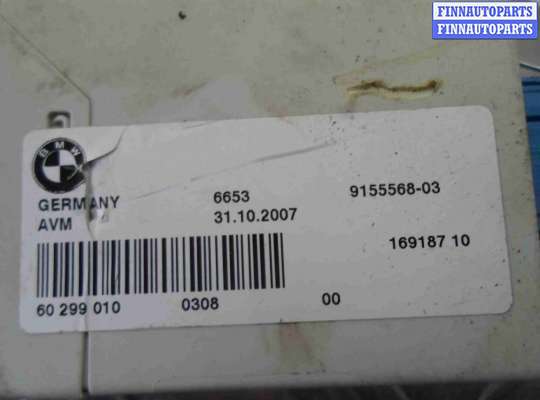 FINNAUTOPARTS
FINNAUTOPARTS
BMW
GERMANY 6653 9155568-03
AVM 31.10.2007
169187 10
60 299 010 0308 00